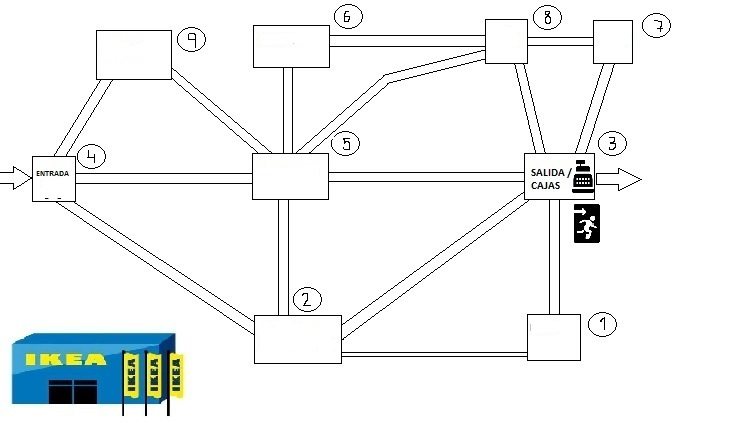 6
8
7
9
4
ENTRADA
5
3
SALIDA /
CAJAS
2
1
IKEA
IKEA
IKEA
IKEA